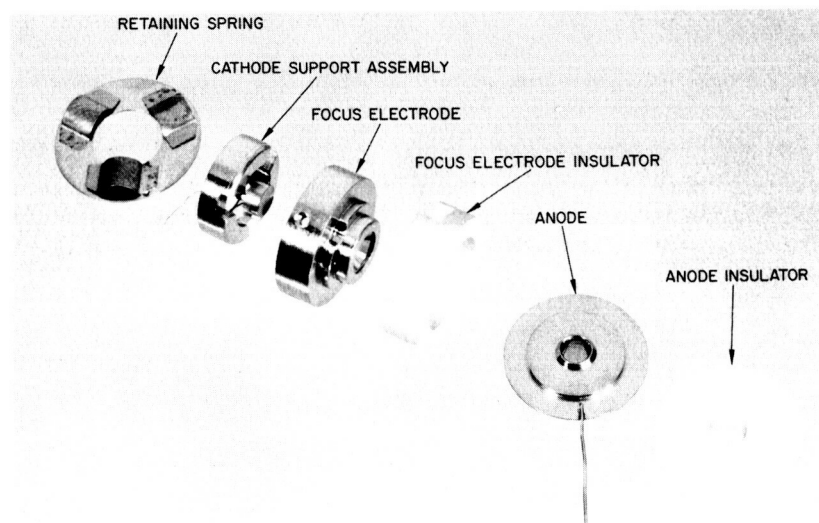 RETAINING SPRING
CATHODE SUPPORT ASSEMBLY
FOCUS ELECTRODE
FOCUS ELECTRODE INSULATOR
ANODE
ANODE INSULATOR